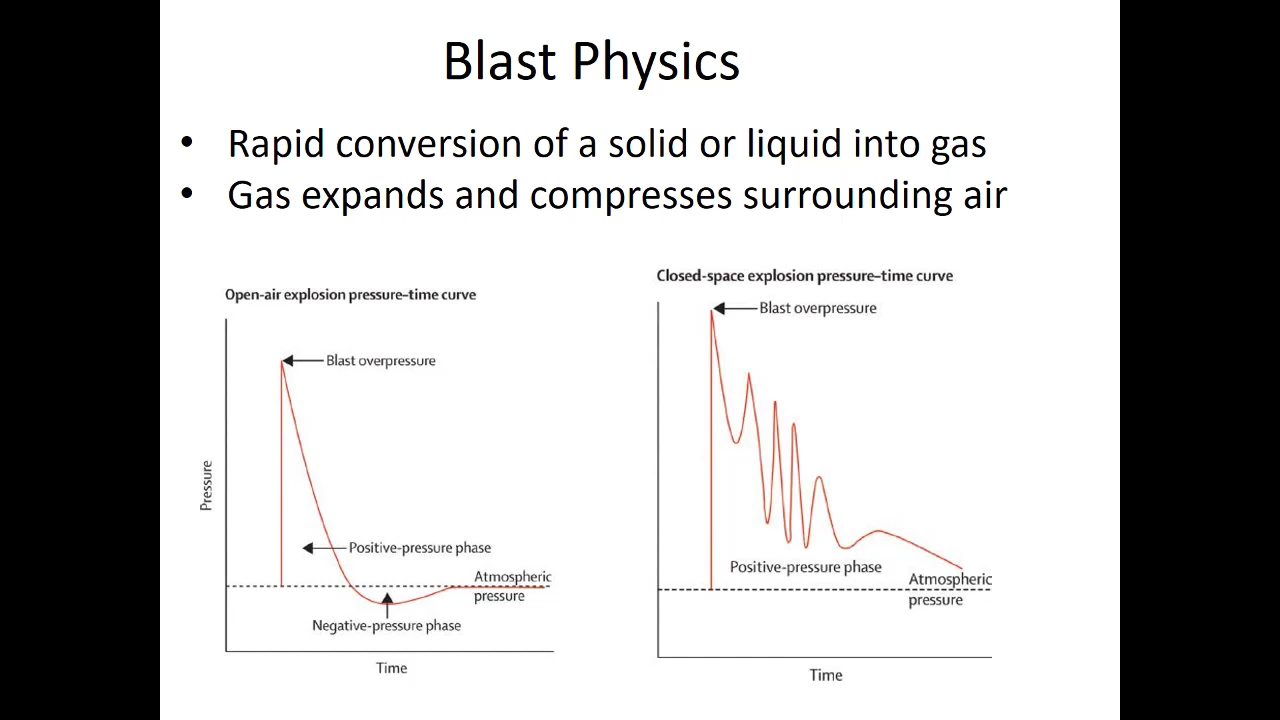 Blast Physics
• Rapid conversion of a solid or liquid into gas
• Gas expands and compresses surrounding air
Open-air explosion pressure–time curve
Blast overpressure
Pressure
Positive-pressure phase
Atmospheric
pressure
Negative-pressure phase
Time
Closed-space explosion pressure–time curve
Blast overpressure
Positive-pressure phase
Atmospheric
pressure
Time